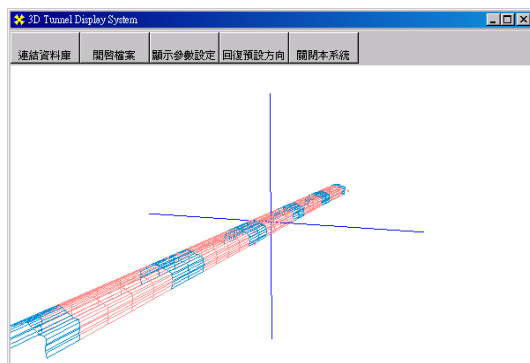 3D Tunnel Display System
連結資料庫
開啓檔案
顯示參數設定
回復預設方向
關閉本系統